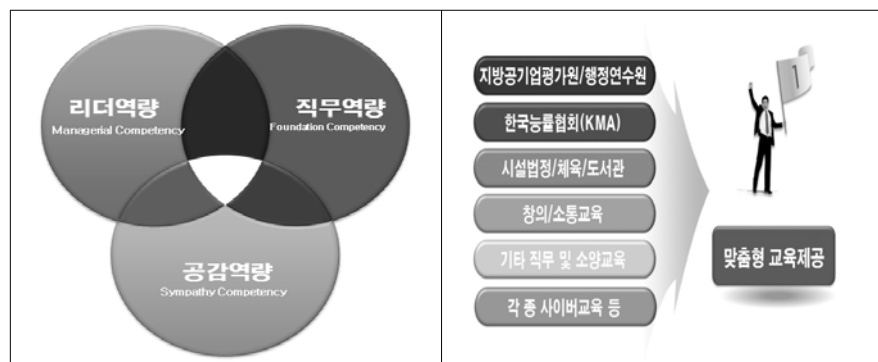 리더역량
Managerial Competency
직무역량
Foundation Competency
공감역량
Sympathy Competency
지방공기업평가원/행정연수원
한국능률협회(KMA)
시설법정/체육/도서관
창의/소통교육
기타 직무 및 소양교육
각 종 사이버교육 등
1
맞춤형 교육제공